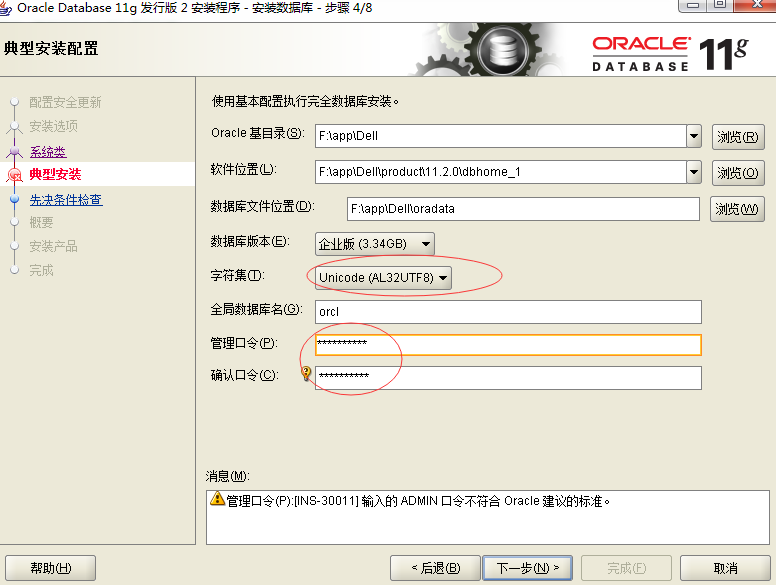 Oracle Database 11g 发行版 2 安装程序 - 安装数据库 - 步骤 4/8
典型安装配置
ORACLE
DATABASE 11g
配置安全更新
安装选项
系统类
典型安装
先决条件检查
概要
安装产品
完成
使用基本配置执行完全数据库安装。
Oracle 基目录(S): F:\app\Dell 浏览(R)
软件位置(L): F:\app\Dell\product\11.2.0\dbhome_1 浏览(O)
数据库文件位置(D): F:\app\Dell\oradata 浏览(W)
数据库版本(E): 企业版 (3.34GB)
字符集(T): Unicode (AL32UTF8)
全局数据库名(G): orcl
管理口令(P): **********
确认口令(C): **********
消息(M):
管理口令(P):[INS-30011] 输入的 ADMIN 口令不符合 Oracle 建议的标准。
帮助(H) < 后退(B) 下一步(N) > 完成(F) 取消